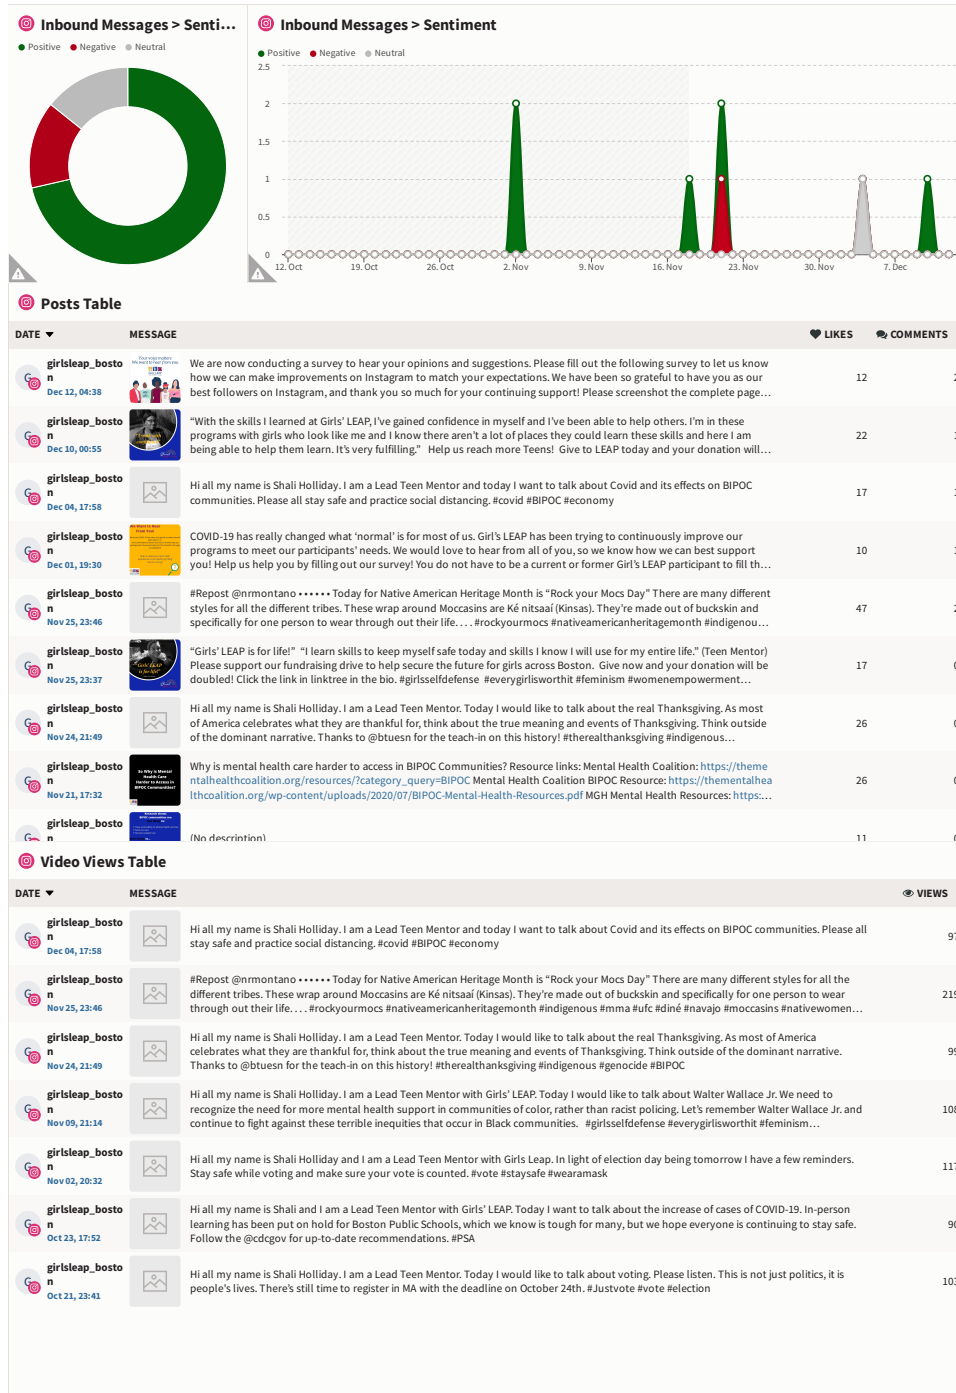 Inbound Messages > Senti...
Positive Negative Neutral
Inbound Messages > Sentiment
Positive Negative Neutral
2.5
2
1.5
1
0.5
0
12. Oct 19. Oct 26. Oct 2. Nov 9. Nov 16. Nov 23. Nov 30. Nov 7. Dec
Posts Table
DATE MESSAGE LIKES COMMENTS
girlsleap_bosto
n
Dec 12, 04:38
Your voice matters
We want to hear from you
We are now conducting a survey to hear your opinions and suggestions. Please fill out the following survey to let us know
how we can make improvements on Instagram to match your expectations. We have been so grateful to have you as our
best followers on Instagram, and thank you so much for your continuing support! Please screenshot the complete page...
12
girlsleap_bosto
n
Dec 10, 00:55
“With the skills I learned at Girls’ LEAP, I’ve gained confidence in myself and I’ve been able to help others. I’m in these
programs with girls who look like me and I know there aren’t a lot of places they could learn these skills and here I am
being able to help them learn. It’s very fulfilling.” Help us reach more Teens! Give to LEAP today and your donation will...
22
girlsleap_bosto
n
Dec 04, 17:58
Hi all my name is Shali Holliday. I am a Lead Teen Mentor and today I want to talk about Covid and its effects on BIPOC
communities. Please all stay safe and practice social distancing. #covid #BIPOC #economy
17
girlsleap_bosto
n
Dec 01, 19:30
We Want to Hear
From You!
COVID-19 has really changed what ‘normal’ is for most of us. Girl’s LEAP has been trying to continuously improve our
programs to meet our participants’ needs. We would love to hear from all of you, so we know how we can best support
you! Help us help you by filling out our survey! You do not have to be a current or former Girl’s LEAP participant to fill th...
10
girlsleap_bosto
n
Nov 25, 23:46
#Repost @nrmontano • • • • • • Today for Native American Heritage Month is “Rock your Mocs Day” There are many different
styles for all the different tribes. These wrap around Moccasins are Ké nitsaaí (Kinsas). They’re made out of buckskin and
specifically for one person to wear through out their life. . . . #rockyourmocs #nativeamericanheritagemonth #indigenou...
47
girlsleap_bosto
n
Nov 25, 23:37
Girls' LEAP
is for life!
“Girls’ LEAP is for life!” “I learn skills to keep myself safe today and skills I know I will use for my entire life.” (Teen Mentor)
Please support our fundraising drive to help secure the future for girls across Boston. Give now and your donation will be
doubled! Click the link in linktree in the bio. #girlsselfdefense #everygirlisworthit #feminism #womenempowerment...
17
girlsleap_bosto
n
Nov 24, 21:49
Hi all my name is Shali Holliday. I am a Lead Teen Mentor. Today I would like to talk about the real Thanksgiving. As most
of America celebrates what they are thankful for, think about the true meaning and events of Thanksgiving. Think outside
of the dominant narrative. Thanks to @btuesn for the teach-in on this history! #therealthanksgiving #indigenous...
26
girlsleap_bosto
n
Nov 21, 17:32
So Why is Mental
Health Care
Harder to Access in
BIPOC Communities?
Why is mental health care harder to access in BIPOC Communities? Resource links: Mental Health Coalition: https://theme
ntalhealthcoalition.org/resources/?category_query=BIPOC Mental Health Coalition BIPOC Resource: https://thementalhea
lthcoalition.org/wp-content/uploads/2020/07/BIPOC-Mental-Health-Resources.pdf MGH Mental Health Resources: https:...
26
girlsleap_bosto
n
(No description)
11
Video Views Table
DATE MESSAGE VIEWS
girlsleap_bosto
n
Dec 04, 17:58
Hi all my name is Shali Holliday. I am a Lead Teen Mentor and today I want to talk about Covid and its effects on BIPOC communities. Please all
stay safe and practice social distancing. #covid #BIPOC #economy
97
girlsleap_bosto
n
Nov 25, 23:46
#Repost @nrmontano • • • • • • Today for Native American Heritage Month is “Rock your Mocs Day” There are many different styles for all the
different tribes. These wrap around Moccasins are Ké nitsaaí (Kinsas). They’re made out of buckskin and specifically for one person to wear
through out their life. . . . #rockyourmocs #nativeamericanheritagemonth #indigenous #mma #ufc #diné #navajo #moccasins #nativewomen...
219
girlsleap_bosto
n
Nov 24, 21:49
Hi all my name is Shali Holliday. I am a Lead Teen Mentor. Today I would like to talk about the real Thanksgiving. As most of America
celebrates what they are thankful for, think about the true meaning and events of Thanksgiving. Think outside of the dominant narrative.
Thanks to @btuesn for the teach-in on this history! #therealthanksgiving #indigenous #genocide #BIPOC
99
girlsleap_bosto
n
Nov 09, 21:14
Hi all my name is Shali Holliday. I am a Lead Teen Mentor with Girls’ LEAP. Today I would like to talk about Walter Wallace Jr. We need to
recognize the need for more mental health support in communities of color, rather than racist policing. Let’s remember Walter Wallace Jr. and
continue to fight against these terrible inequities that occur in Black communities. #girlsselfdefense #everygirlisworthit #feminism...
108
girlsleap_bosto
n
Nov 02, 20:32
Hi all my name is Shali Holliday and I am a Lead Teen Mentor with Girls Leap. In light of election day being tomorrow I have a few reminders.
Stay safe while voting and make sure your vote is counted. #vote #staysafe #wearamask
117
girlsleap_bosto
n
Oct 23, 17:52
Hi all my name is Shali and I am a Lead Teen Mentor with Girls’ LEAP. Today I want to talk about the increase of cases of COVID-19. In-person
learning has been put on hold for Boston Public Schools, which we know is tough for many, but we hope everyone is continuing to stay safe.
Follow the @cdcgov for up-to-date recommendations. #PSA
90
girlsleap_bosto
n
Oct 21, 23:41
Hi all my name is Shali Holliday. I am a Lead Teen Mentor. Today I would like to talk about voting. Please listen. This is not just politics, it is
people’s lives. There’s still time to register in MA with the deadline on October 24th. #Justvote #vote #election
103